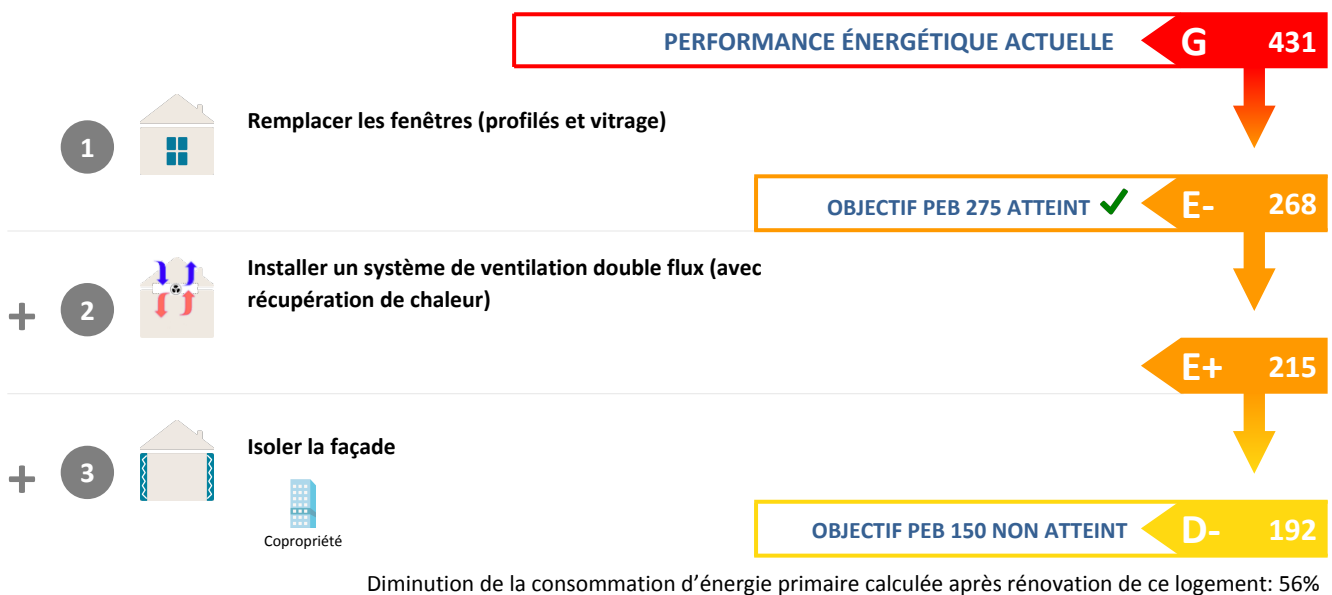 PERFORMANCE ÉNERGÉTIQUE ACTUELLE G 431
1 Remplacer les fenêtres (profilés et vitrage)
OBJECTIF PEB 275 ATTEINT ✓ E- 268
+ 2 Installer un système de ventilation double flux (avec
récupération de chaleur)
E+ 215
+ 3 Isoler la façade
Copropriété
OBJECTIF PEB 150 NON ATTEINT D- 192
Diminution de la consommation d’énergie primaire calculée après rénovation de ce logement: 56%